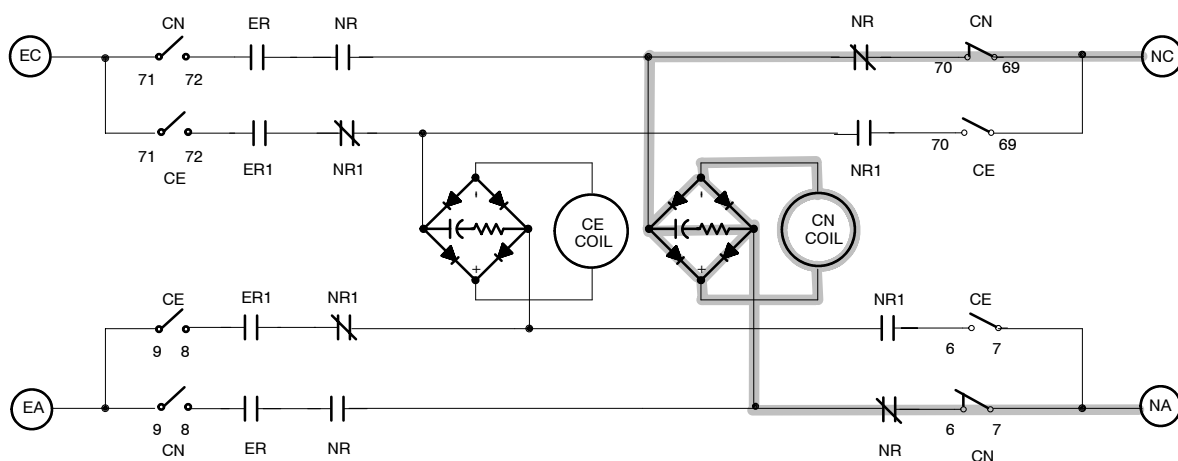 CN ER NR NR CN
EC NC
71 72 70 69
71 72 ER1 NR1 NR1 70 69
CE CE
-
CE
COIL
CN
COIL
+
-
+
CE ER1 NR1 NR1 CE
9 8 6 7
EA NA
9 8 6 7
CN ER NR NR CN